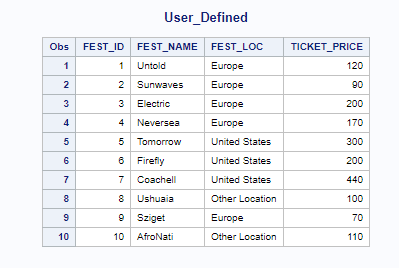 User_Defined
Obs FEST_ID FEST_NAME FEST_LOC TICKET_PRICE
1 1 Untold Europe 120
2 2 Sunwaves Europe 90
3 3 Electric Europe 200
4 4 Neversea Europe 170
5 5 Tomorrow United States 300
6 6 Firefly United States 200
7 7 Coachell United States 440
8 8 Ushuaia Other Location 100
9 9 Sziget Europe 70
10 10 AfroNati Other Location 110